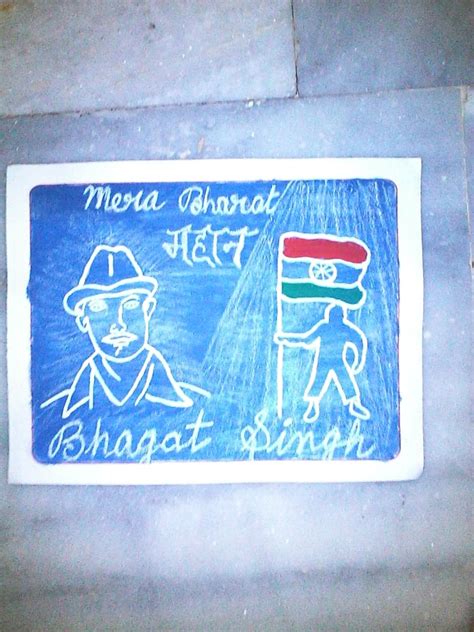 Mera Bharat
महान
Bhagat Singh